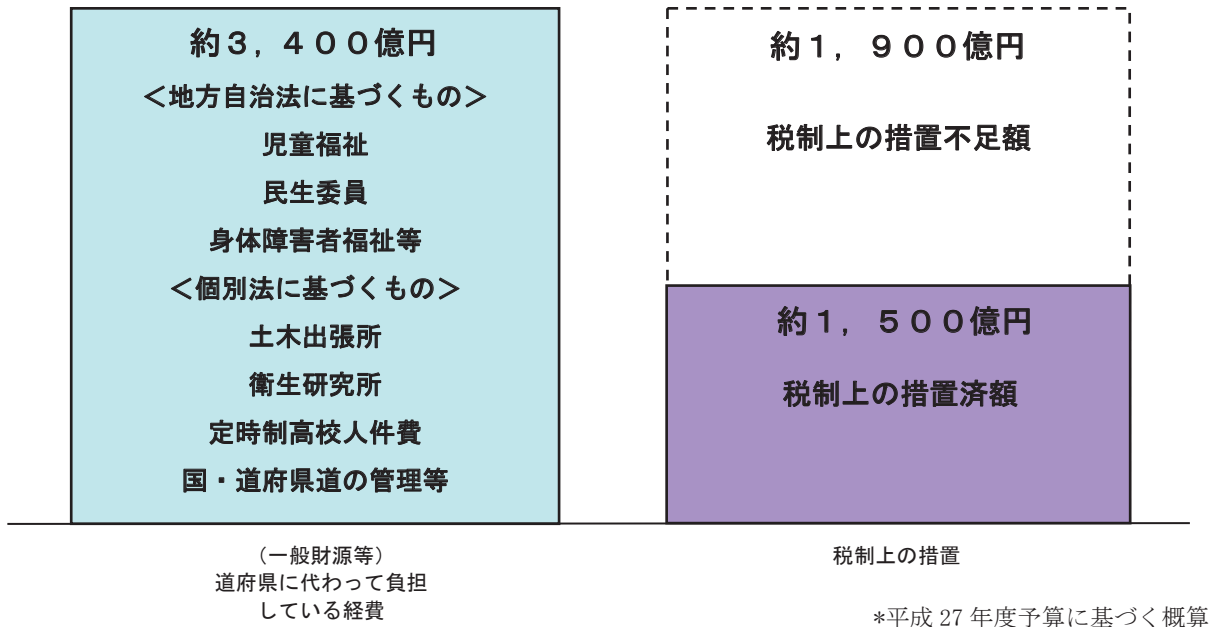 約３，４００億円
＜地方自治法に基づくもの＞
児童福祉
民生委員
身体障害者福祉等
＜個別法に基づくもの＞
土木出張所
衛生研究所
定時制高校人件費
国・道府県道の管理等
（一般財源等）
道府県に代わって負担
している経費
約１，９００億円
税制上の措置不足額
約１，５００億円
税制上の措置済額
税制上の措置
*平成 27 年度予算に基づく概算